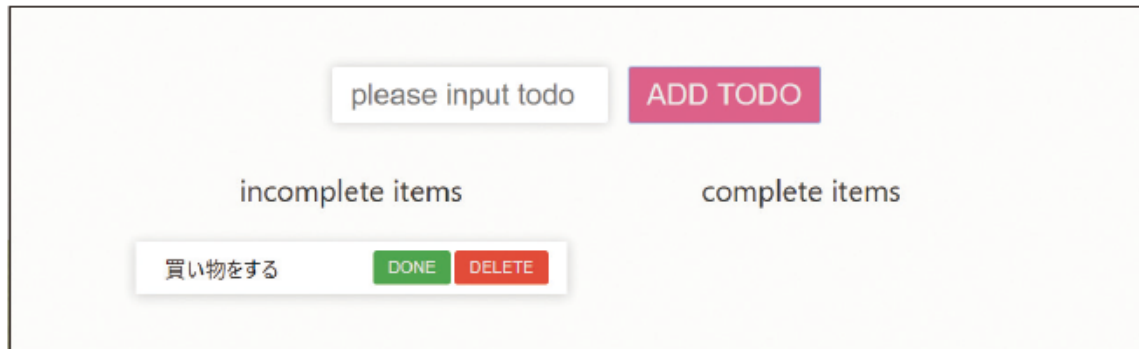 please input todo ADD TODO
incomplete items complete items
買い物をする DONE DELETE